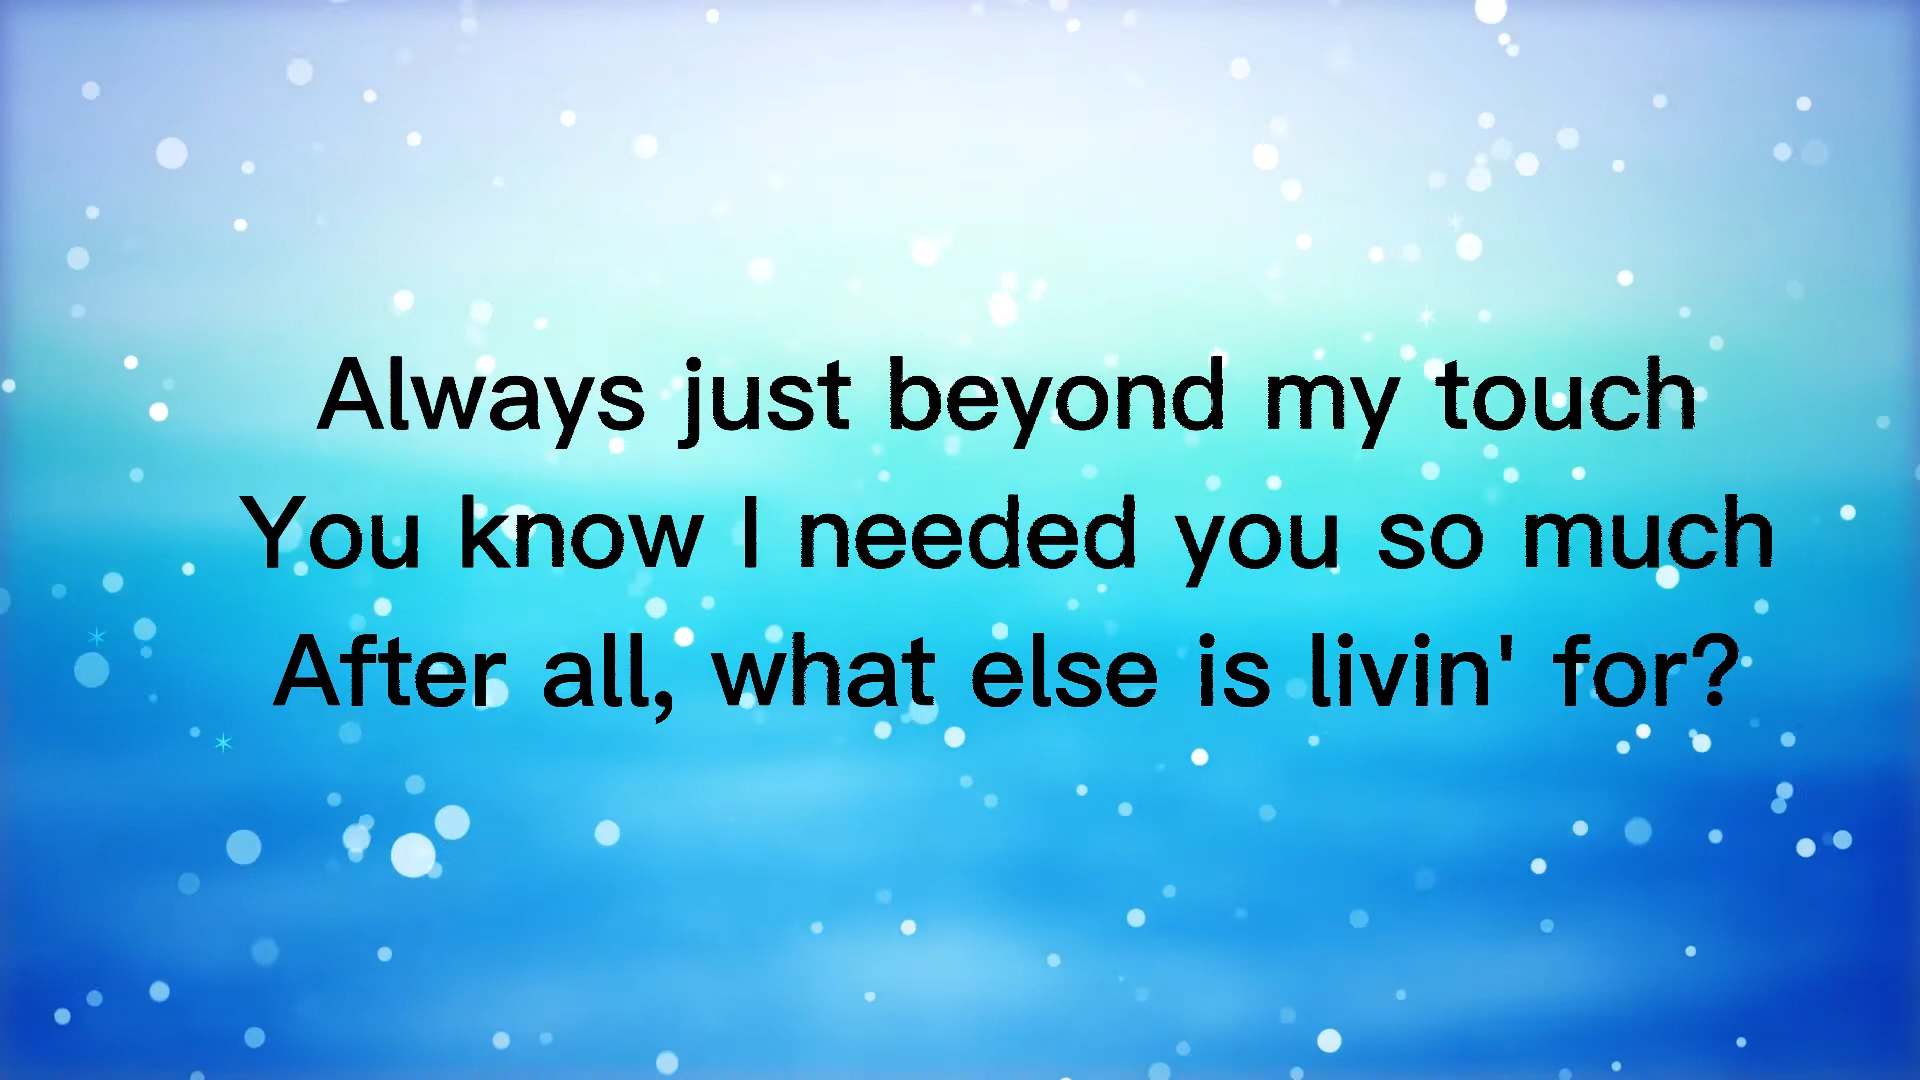 Always just beyond my touch
You know I needed you so much
After all, what else is livin' for?